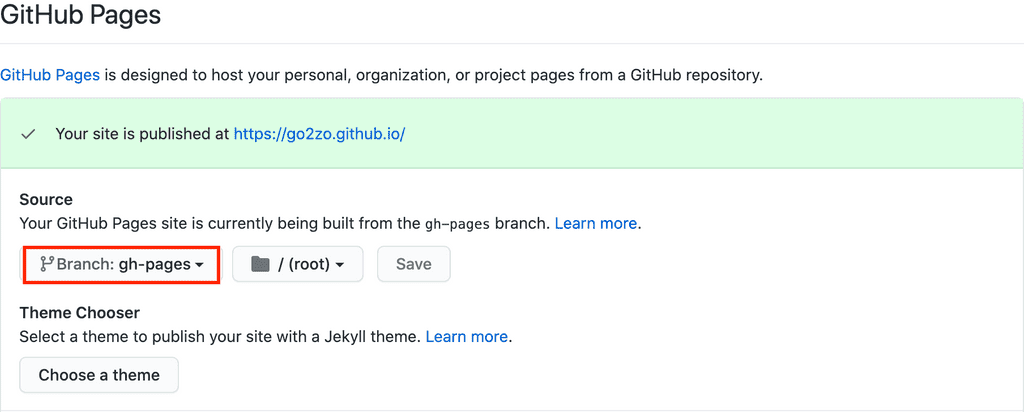 GitHub Pages
GitHub Pages is designed to host your personal, organization, or project pages from a GitHub repository.
Your site is published at https://go2zo.github.io/
Source
Your GitHub Pages site is currently being built from the gh-pages branch. Learn more.
Branch: gh-pages
/ (root)
Save
Theme Chooser
Select a theme to publish your site with a Jekyll theme. Learn more.
Choose a theme